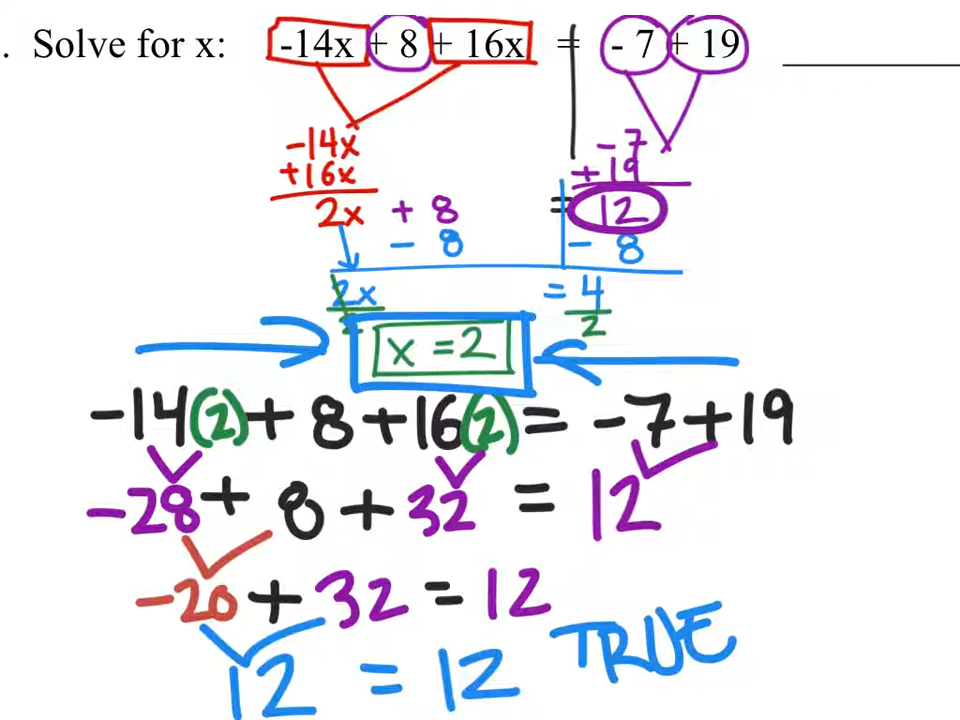 . Solve for x: -14x + 8 + 16x = - 7 + 19
-14x - 7
+16x +19
2x + 8 = 12
- 8 - 8
2x = 4
2 2
x = 2
-14(2) + 8 + 16(2) = -7 + 19
-28 + 8 + 32 = 12
-20 + 32 = 12
12 = 12 TRUE